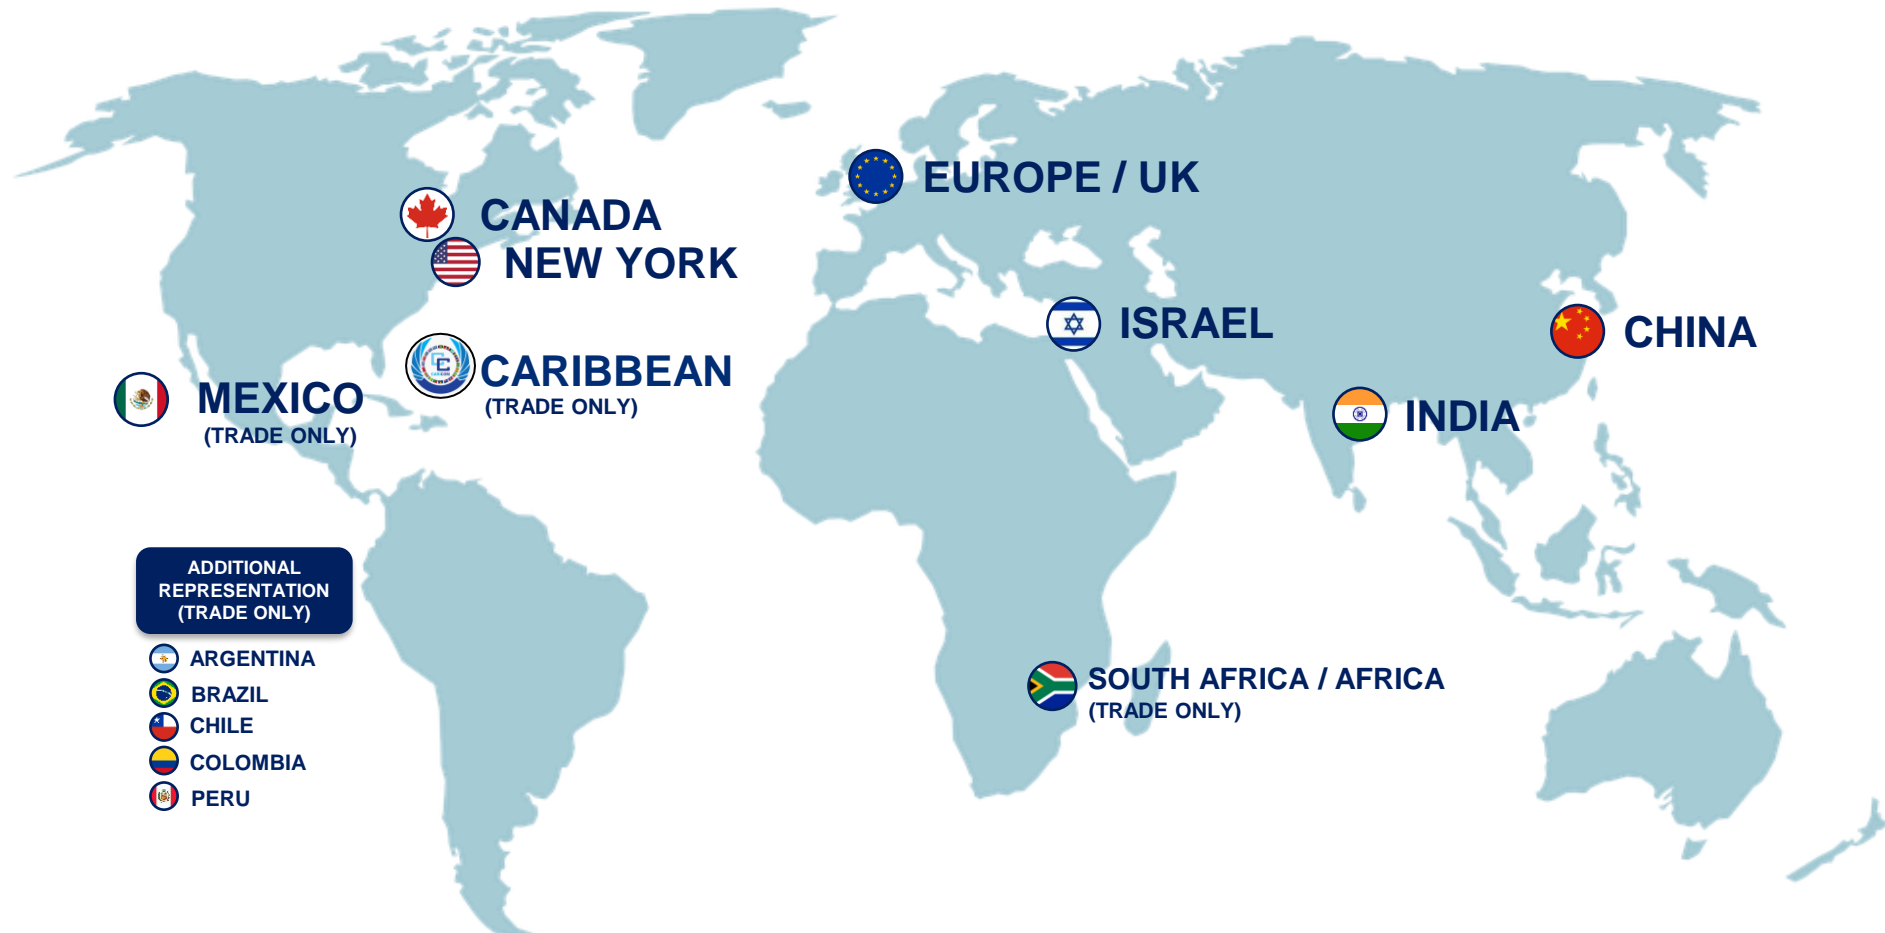 EUROPE / UK
CANADA
NEW YORK
ISRAEL
CHINA
CARIBBEAN
(TRADE ONLY)
MEXICO
(TRADE ONLY)
INDIA
ADDITIONAL
REPRESENTATION
(TRADE ONLY)
ARGENTINA
BRAZIL
CHILE
COLOMBIA
PERU
SOUTH AFRICA / AFRICA
(TRADE ONLY)